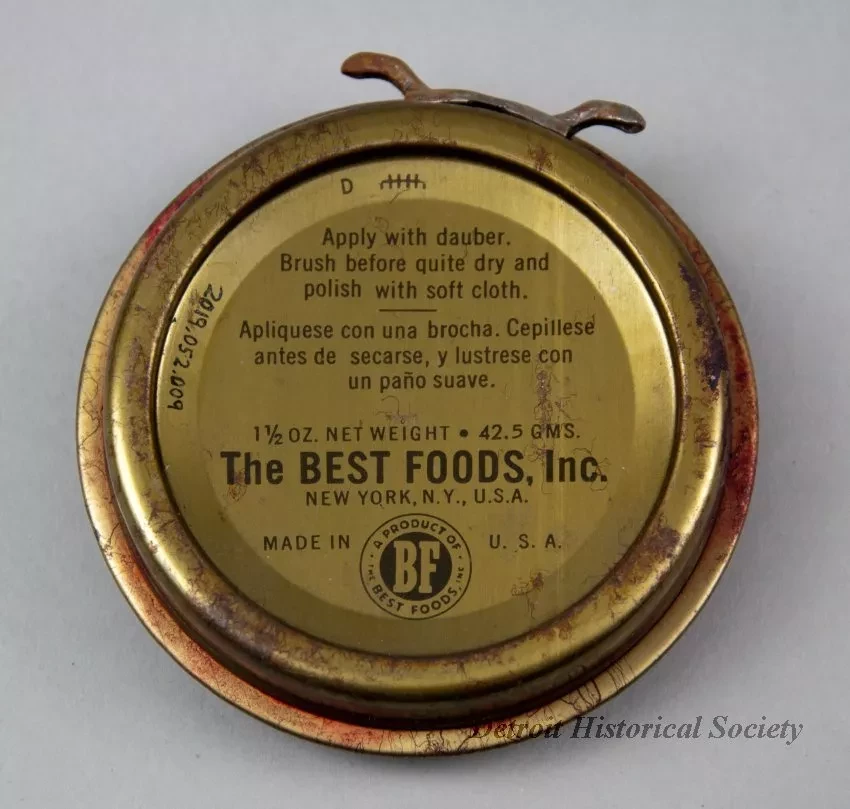 D
Apply with dauber.
Brush before quite dry and
polish with soft cloth.
Apliquese con una brocha. Cepillese
antes de secarse, y lustrese con
un paño suave.
1½ OZ. NET WEIGHT • 42.5 GMS.
The BEST FOODS, Inc.
NEW YORK, N.Y., U.S.A.
MADE IN U. S. A.
A PRODUCT OF
BF
THE BEST FOODS, INC.
2019.052.009
Detroit Historical Society